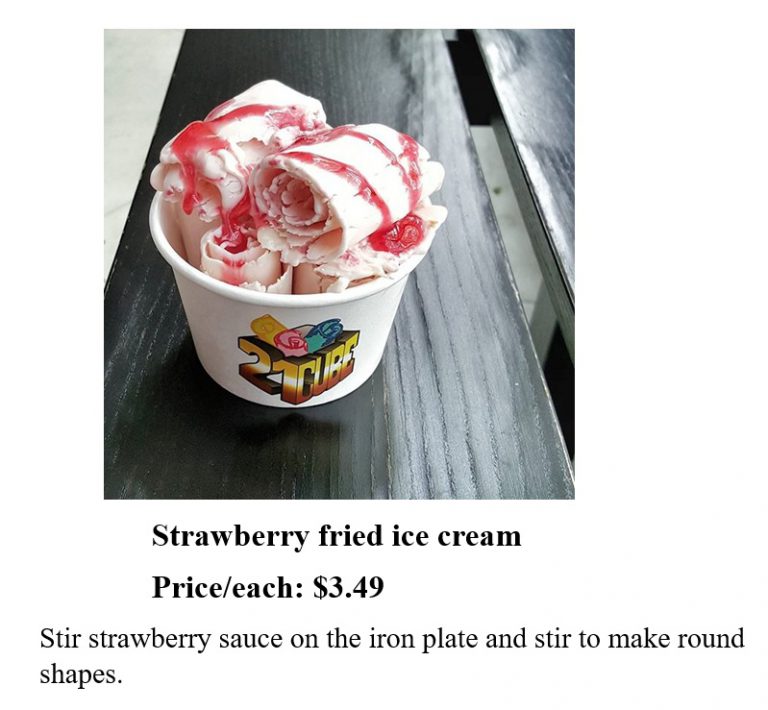 21CUBE
Strawberry fried ice cream
Price/each: $3.49
Stir strawberry sauce on the iron plate and stir to make round
shapes.